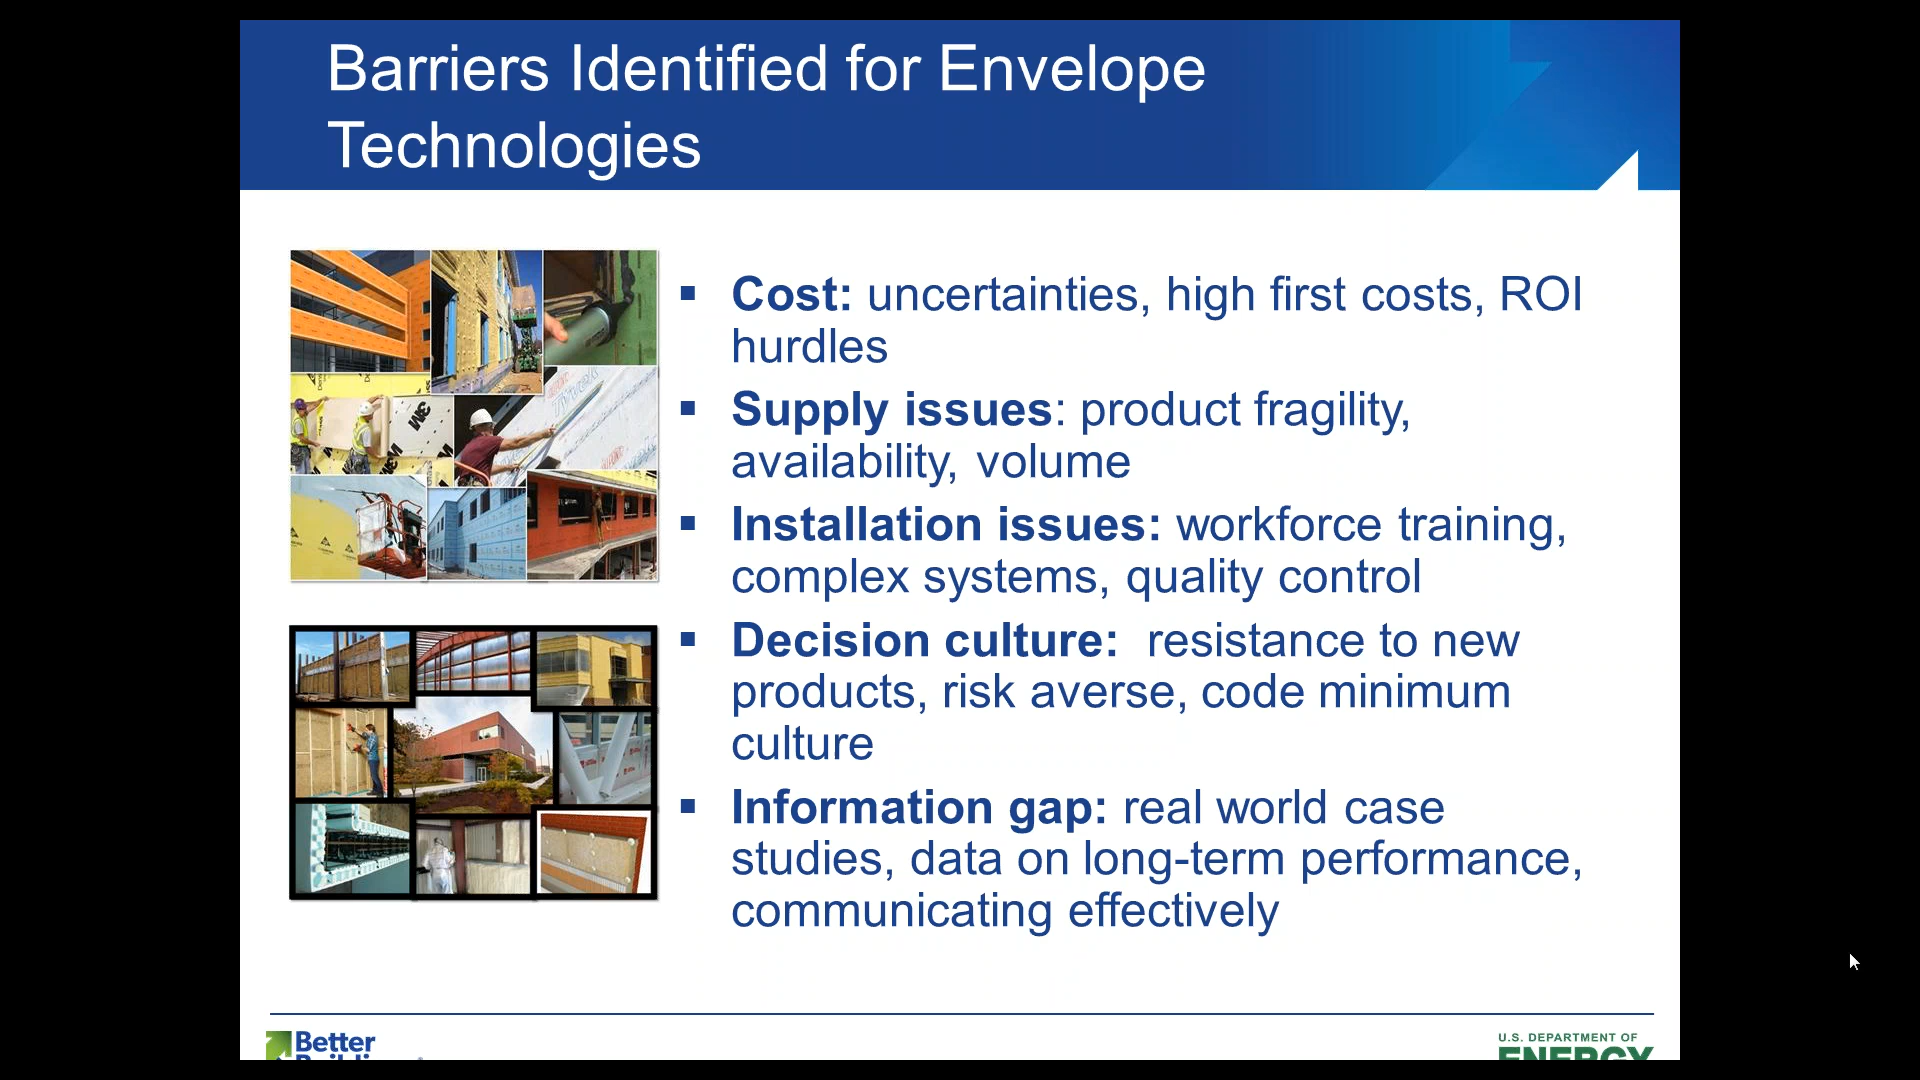 Barriers Identified for Envelope
Technologies
▪ Cost: uncertainties, high first costs, ROI
hurdles
▪ Supply issues: product fragility,
availability, volume
▪ Installation issues: workforce training,
complex systems, quality control
▪ Decision culture:  resistance to new
products, risk averse, code minimum
culture
▪ Information gap: real world case
studies, data on long-term performance,
communicating effectively
3M
Better
U.S. DEPARTMENT OF
ENERGY